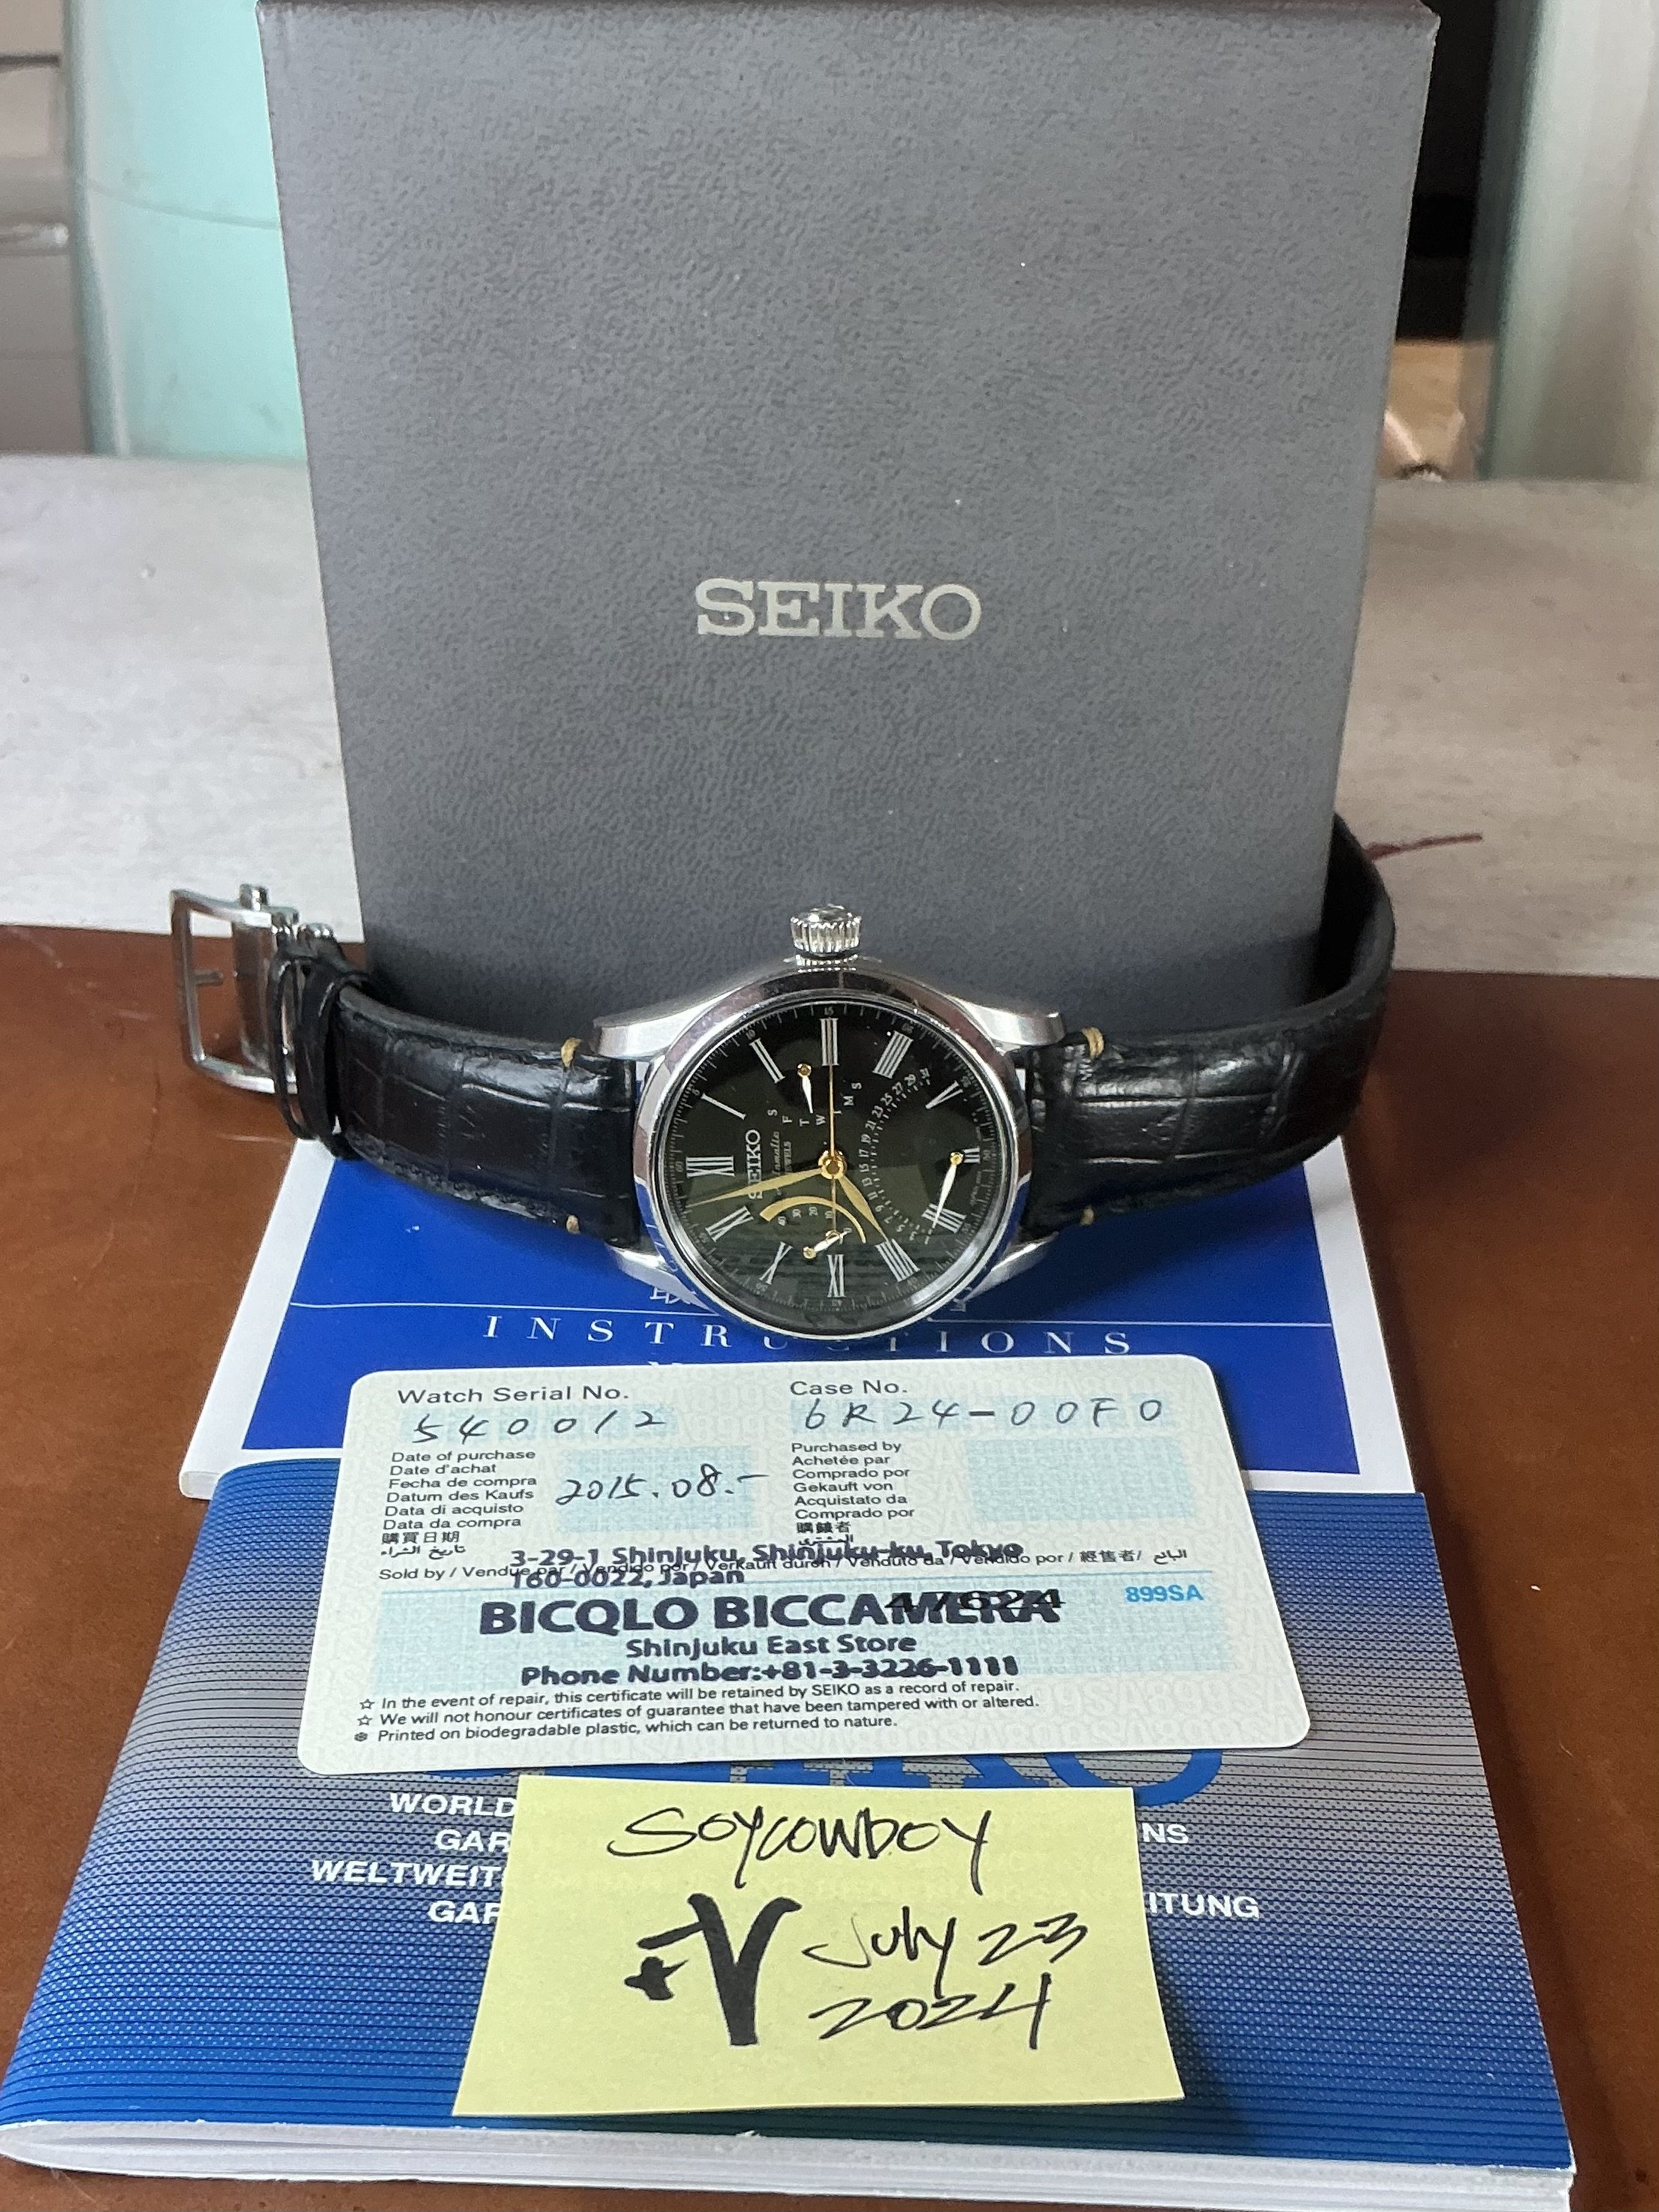 SEIKO
SEIKO
INSTRUCTIONS
Watch Serial No.
540012
Case No.
6R24-00F0
Date of purchase
Date d'achat
Fecha de compra
Datum des Kaufs
Data di acquisto
Data da compra
購買日期
تاريخ الشراء
2015.08.-
Purchased by
Achetée par
Comprado por
Gekauft von
Acquistato da
Comprado por
3-29-1 Shinjuku, Shinjuku-ku, Tokyo
Sold by / Vendue par / Vendido por / Verkauft durch / Venduto da / Vendido por / 經售者 / البائع
160-0022, Japan
BICQLO BICCAMERA
899SA
Shinjuku East Store
Phone Number:+81-3-3226-1111
☆ In the event of repair, this certificate will be retained by SEIKO as a record of repair.
☆ We will not honour certificates of guarantee that have been tampered with or altered.
Printed on biodegradable plastic, which can be returned to nature.
WORLD
GAR
NS
WELTWEIT
GAR
ITUNG
SOYCOWBOY
July 23
2024